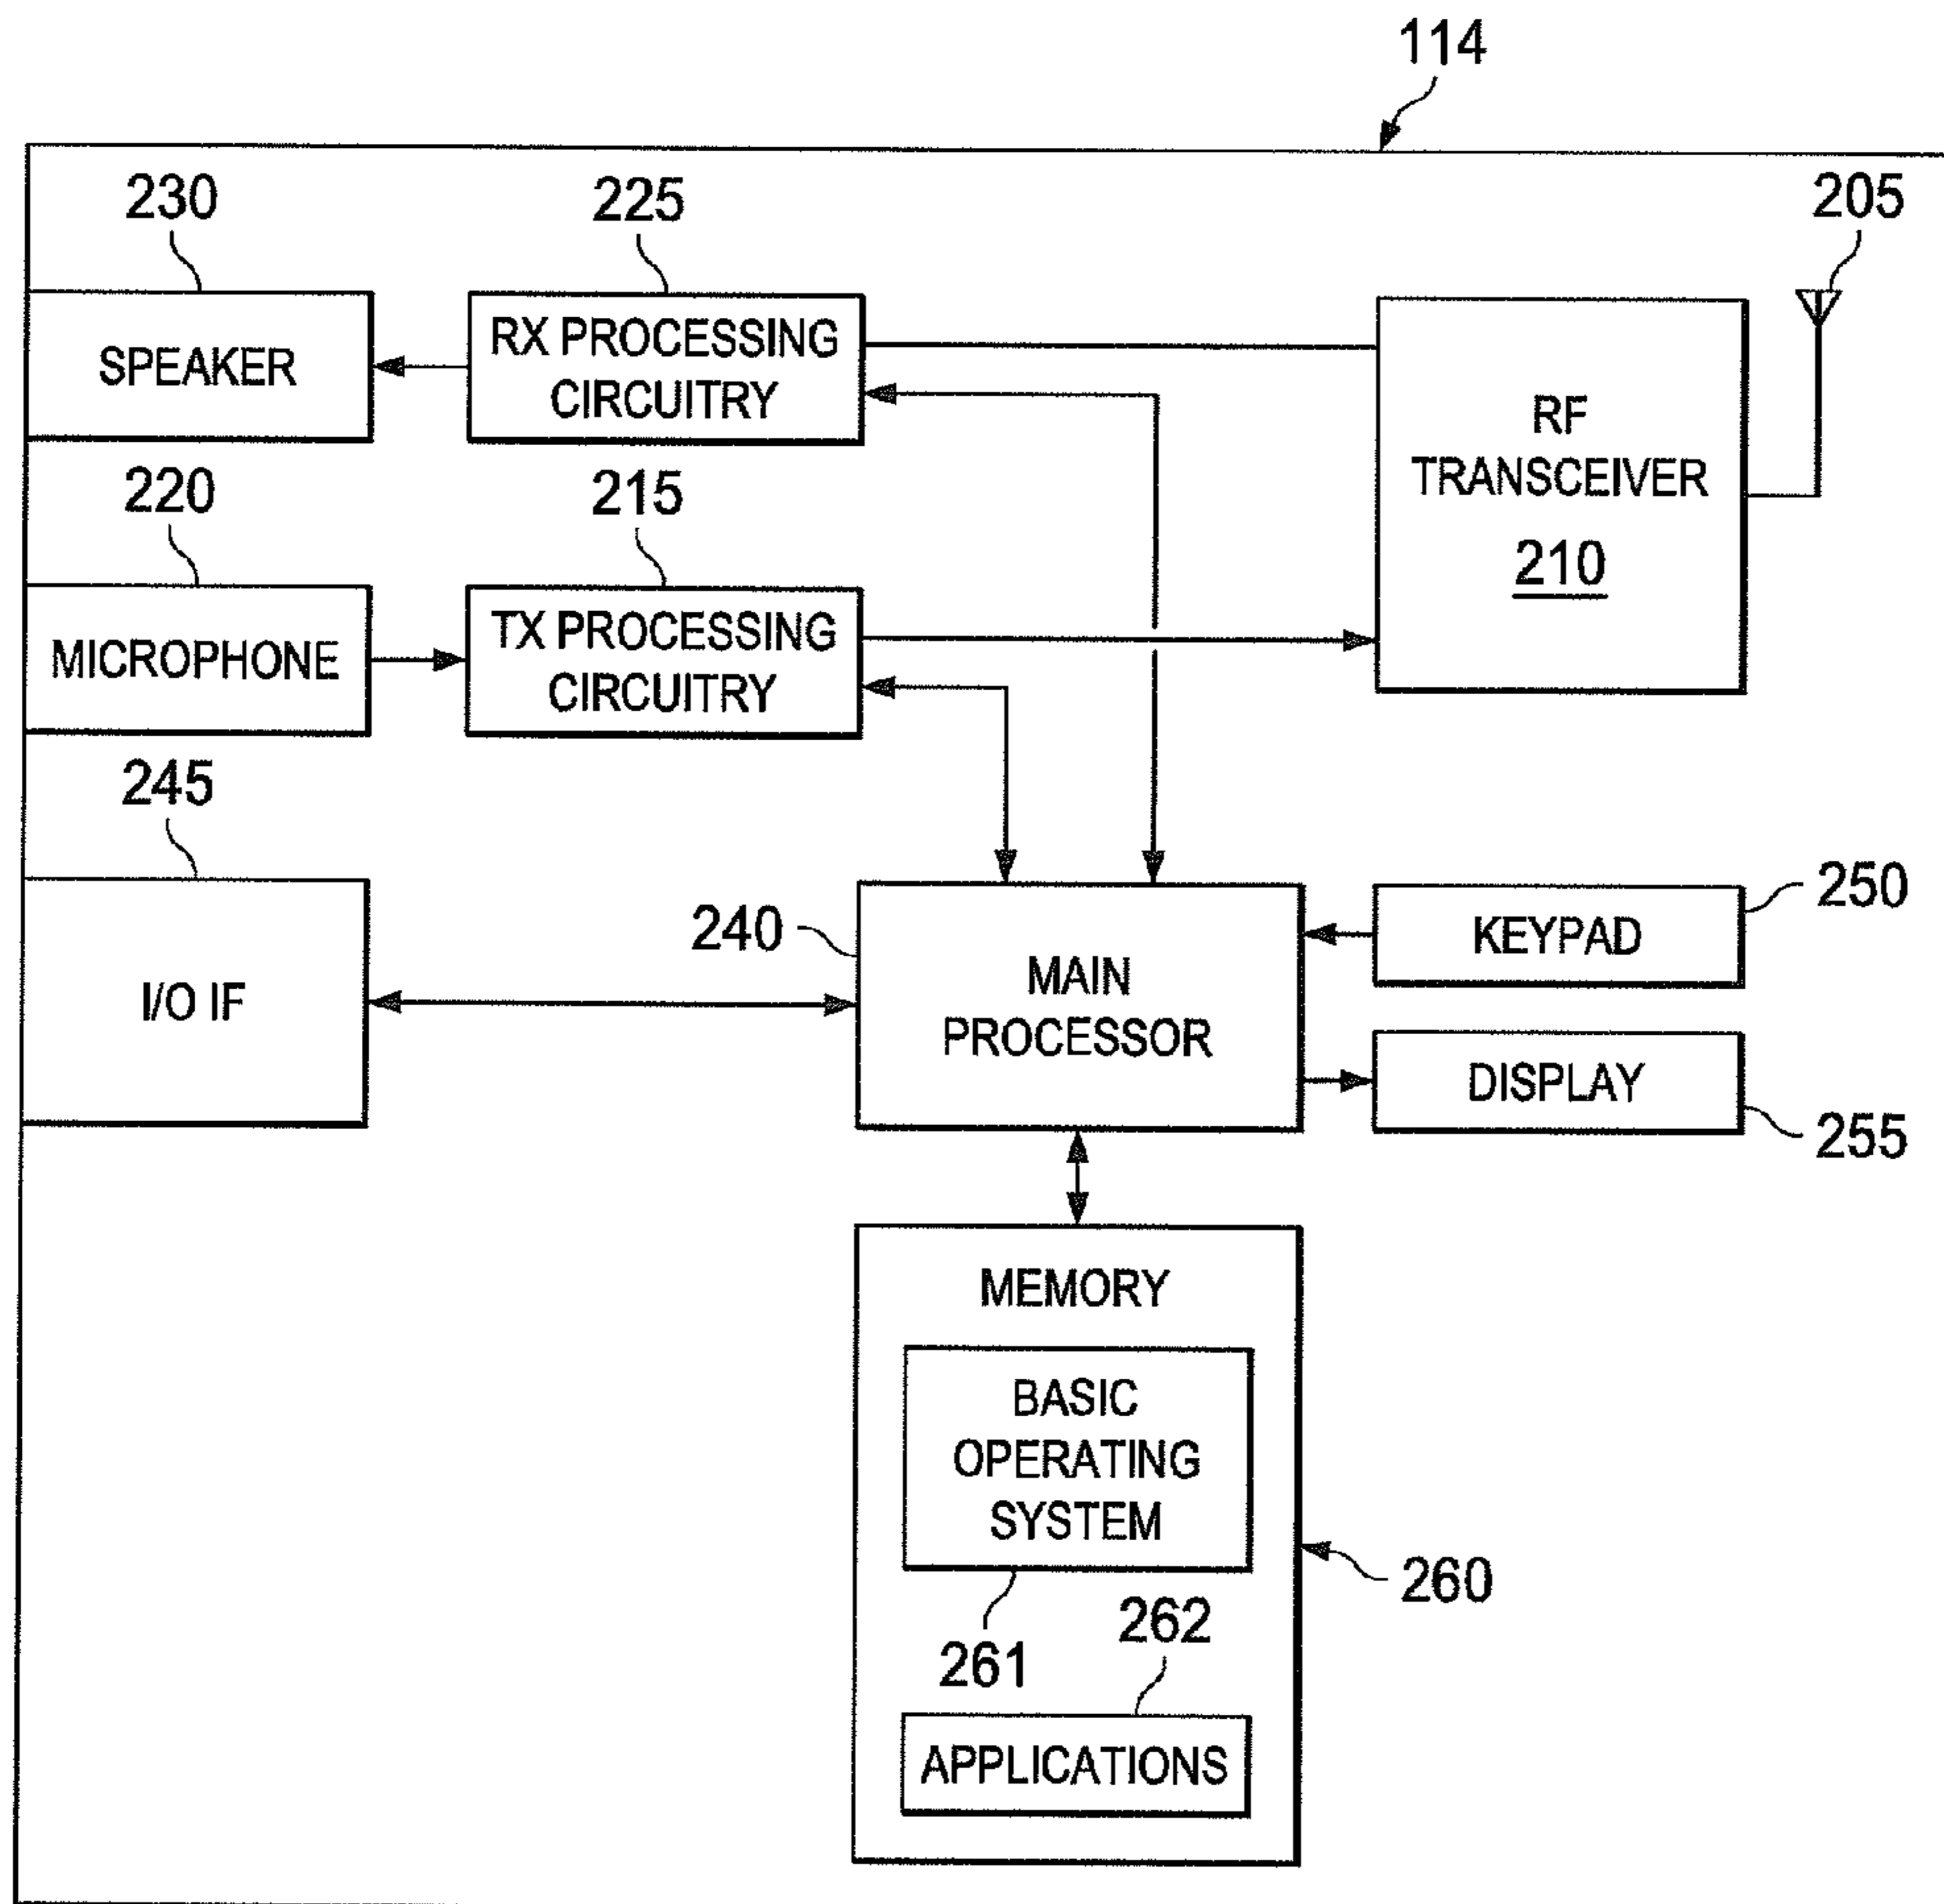 114
230
225
205
SPEAKER
RX PROCESSING
CIRCUITRY
RF
TRANSCEIVER
210
220
215
MICROPHONE
TX PROCESSING
CIRCUITRY
245
I/O IF
240
MAIN
PROCESSOR
KEYPAD
250
DISPLAY
255
MEMORY
BASIC
OPERATING
SYSTEM
260
261
262
APPLICATIONS